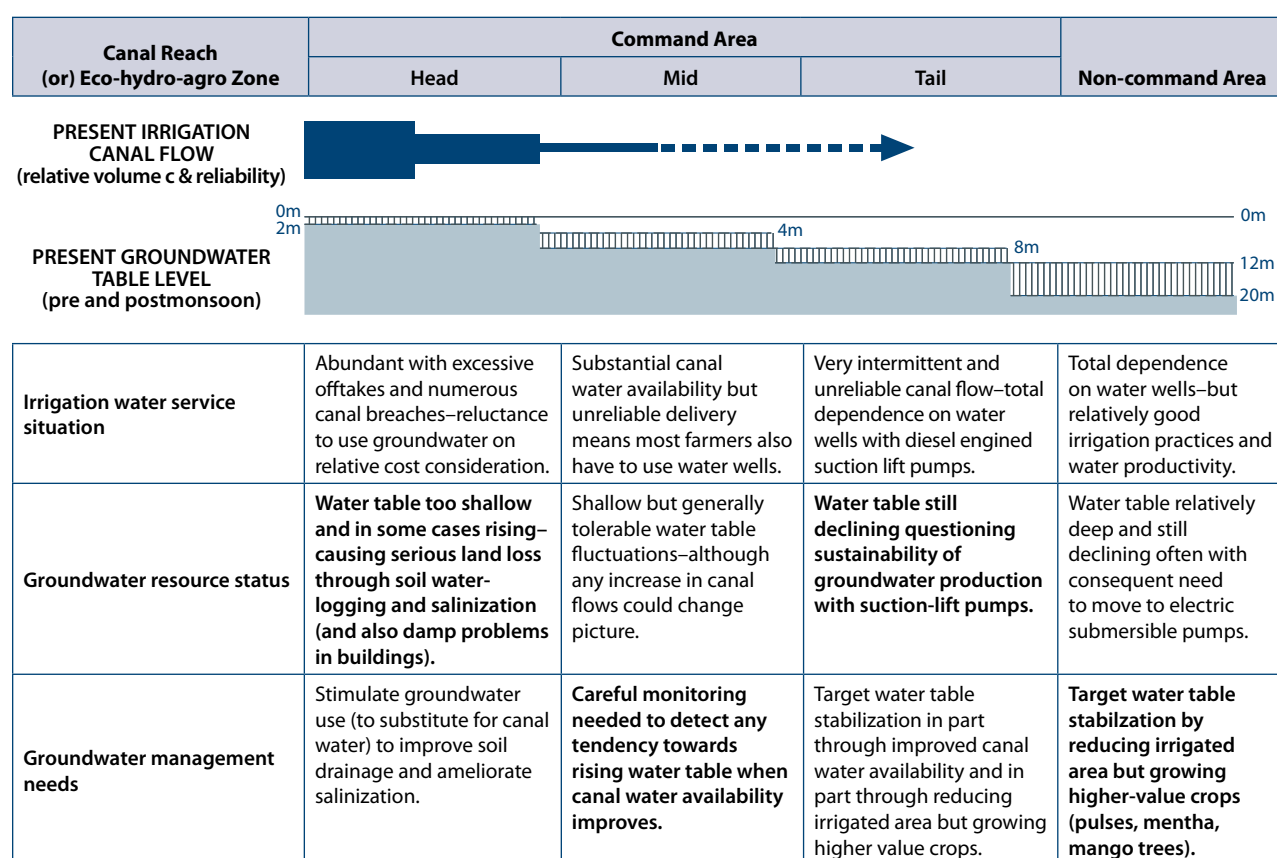 Canal Reach
(or) Eco-hydro-agro Zone
Command Area
Head
Mid
Tail
Non-command Area
PRESENT IRRIGATION
CANAL FLOW
(relative volume c & reliability)
0m
2m
4m
8m
0m
12m
20m
PRESENT GROUNDWATER
TABLE LEVEL
(pre and postmonsoon)
Irrigation water service
situation
Abundant with excessive
offtakes and numerous
canal breaches–reluctance
to use groundwater on
relative cost consideration.
Substantial canal
water availability but
unreliable delivery
means most farmers also
have to use water wells.
Very intermittent and
unreliable canal flow–total
dependence on water
wells with diesel engined
suction lift pumps.
Total dependence
on water wells–but
relatively good
irrigation practices and
water productivity.
Groundwater resource status
Water table too shallow
and in some cases rising–
causing serious land loss
through soil water-
logging and salinization
(and also damp problems
in buildings).
Shallow but generally
tolerable water table
fluctuations–although
any increase in canal
flows could change
picture.
Water table still
declining questioning
sustainability of
groundwater production
with suction-lift pumps.
Water table relatively
deep and still
declining often with
consequent need
to move to electric
submersible pumps.
Groundwater management
needs
Stimulate groundwater
use (to substitute for canal
water) to improve soil
drainage and ameliorate
salinization.
Careful monitoring
needed to detect any
tendency towards
rising water table when
canal water availability
improves.
Target water table
stabilization in part
through improved canal
water availability and in
part through reducing
irrigated area but growing
higher value crops.
Target water table
stabilzation by
reducing irrigated
area but growing
higher-value crops
(pulses, mentha,
mango trees).